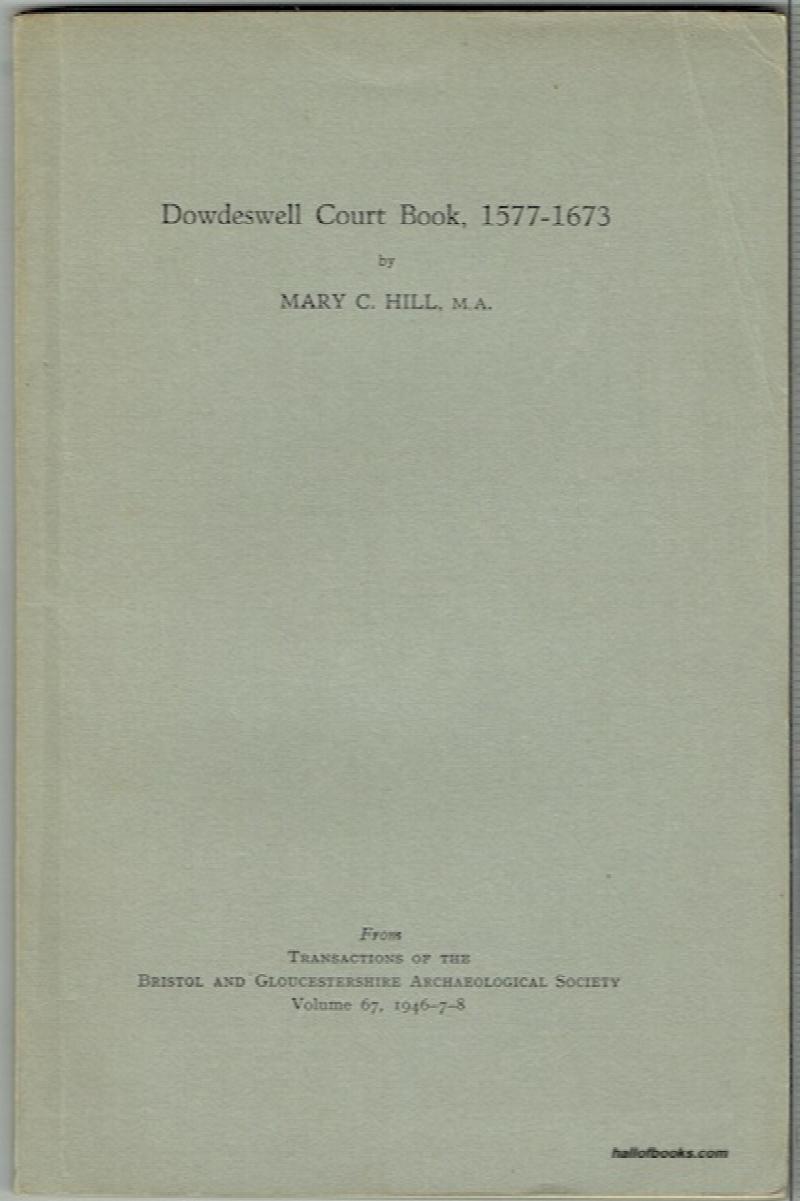 Dowdeswell Court Book, 1577-1673
by
MARY C. HILL, M.A.
From
TRANSACTIONS OF THE
BRISTOL AND GLOUCESTERSHIRE ARCHAEOLOGICAL SOCIETY
Volume 67, 1946-7-8
hallofbooks.com